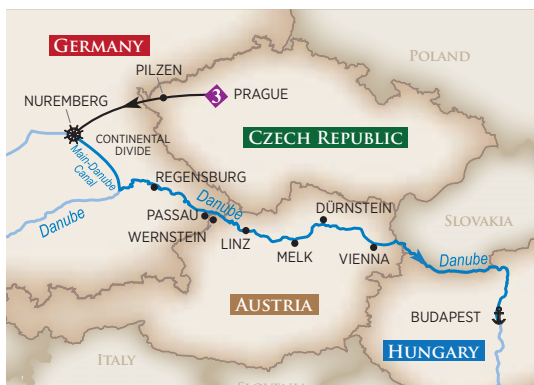 GERMANY
POLAND
PILZEN
3
PRAGUE
NUREMBERG
CONTINENTAL
DIVIDE
CZECH REPUBLIC
Main-Danube
Canal
REGENSBURG
Danube
Danube
PASSAU
WERNSTEIN
LINZ
DÜRNSTEIN
MELK
VIENNA
SLOVAKIA
Danube
AUSTRIA
BUDAPEST
HUNGARY
ITALY
SLOVENIA